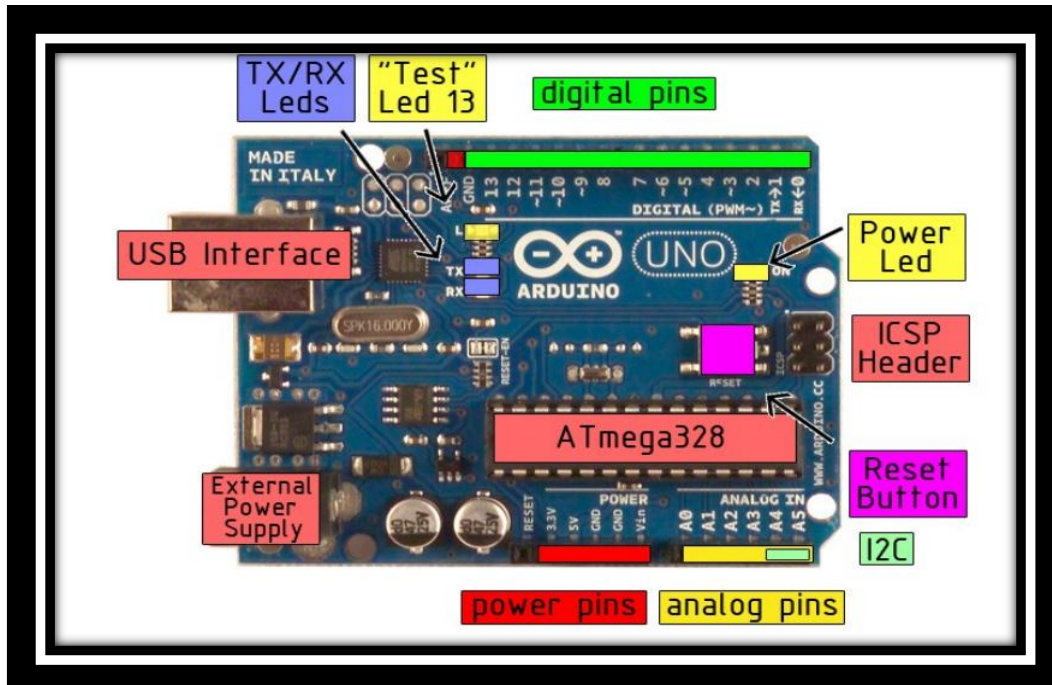 TX/RX
Leds
"Test"
Led 13
digital pins
MADE
IN ITALY
GND
13
12
~11
~10
~9
8
7
~6
~5
4
~3
2
TX→1
RX←0
DIGITAL (PWM~)
USB Interface
L
TX
RX
ARDUINO
UNO
ON
Power
Led
SPK16.000Y
RESET-EN
RESET
ICSP
ICSP
Header
WWW.ARDUINO.CC
ATmega328
Reset
Button
External
Power
Supply
47
25V
47
25V
POWER
ANALOG IN
RESET
3.3V
5V
GND
GND
Vin
A0
A1
A2
A3
A4
A5
I2C
power pins
analog pins